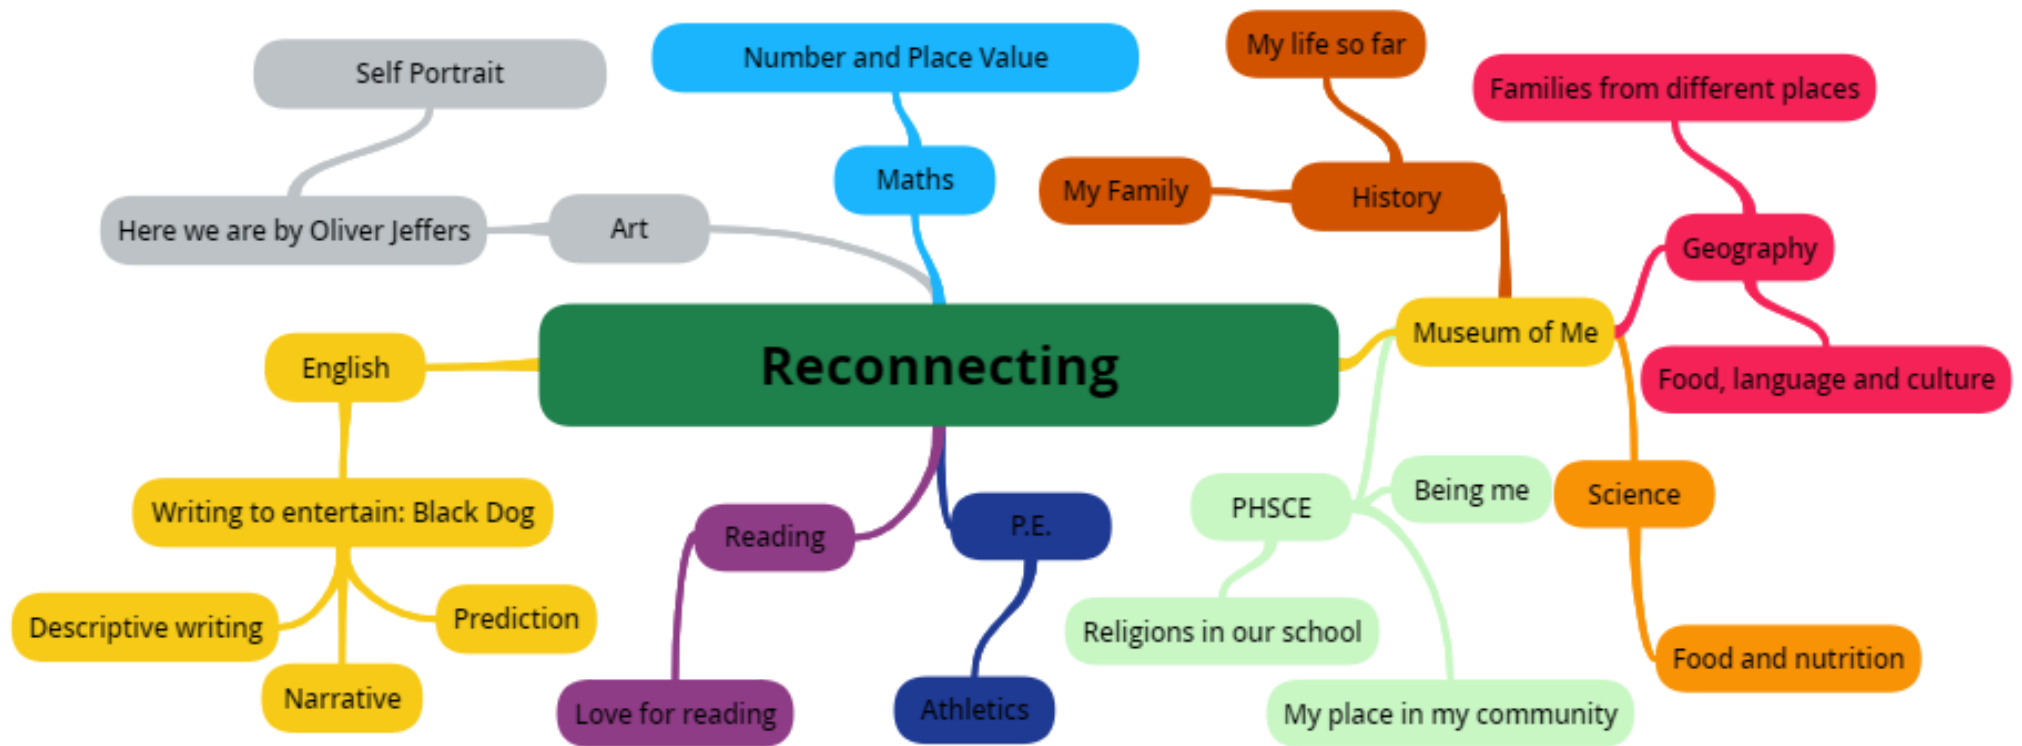 My life so far
Self Portrait
Number and Place Value
Families from different places
Maths
My Family
History
Here we are by Oliver Jeffers
Art
Geography
Museum of Me
English
Reconnecting
Food, language and culture
Being me
Science
PHSCE
Writing to entertain: Black Dog
Reading
P.E.
Descriptive writing
Prediction
Religions in our school
Food and nutrition
Narrative
Love for reading
Athletics
My place in my community